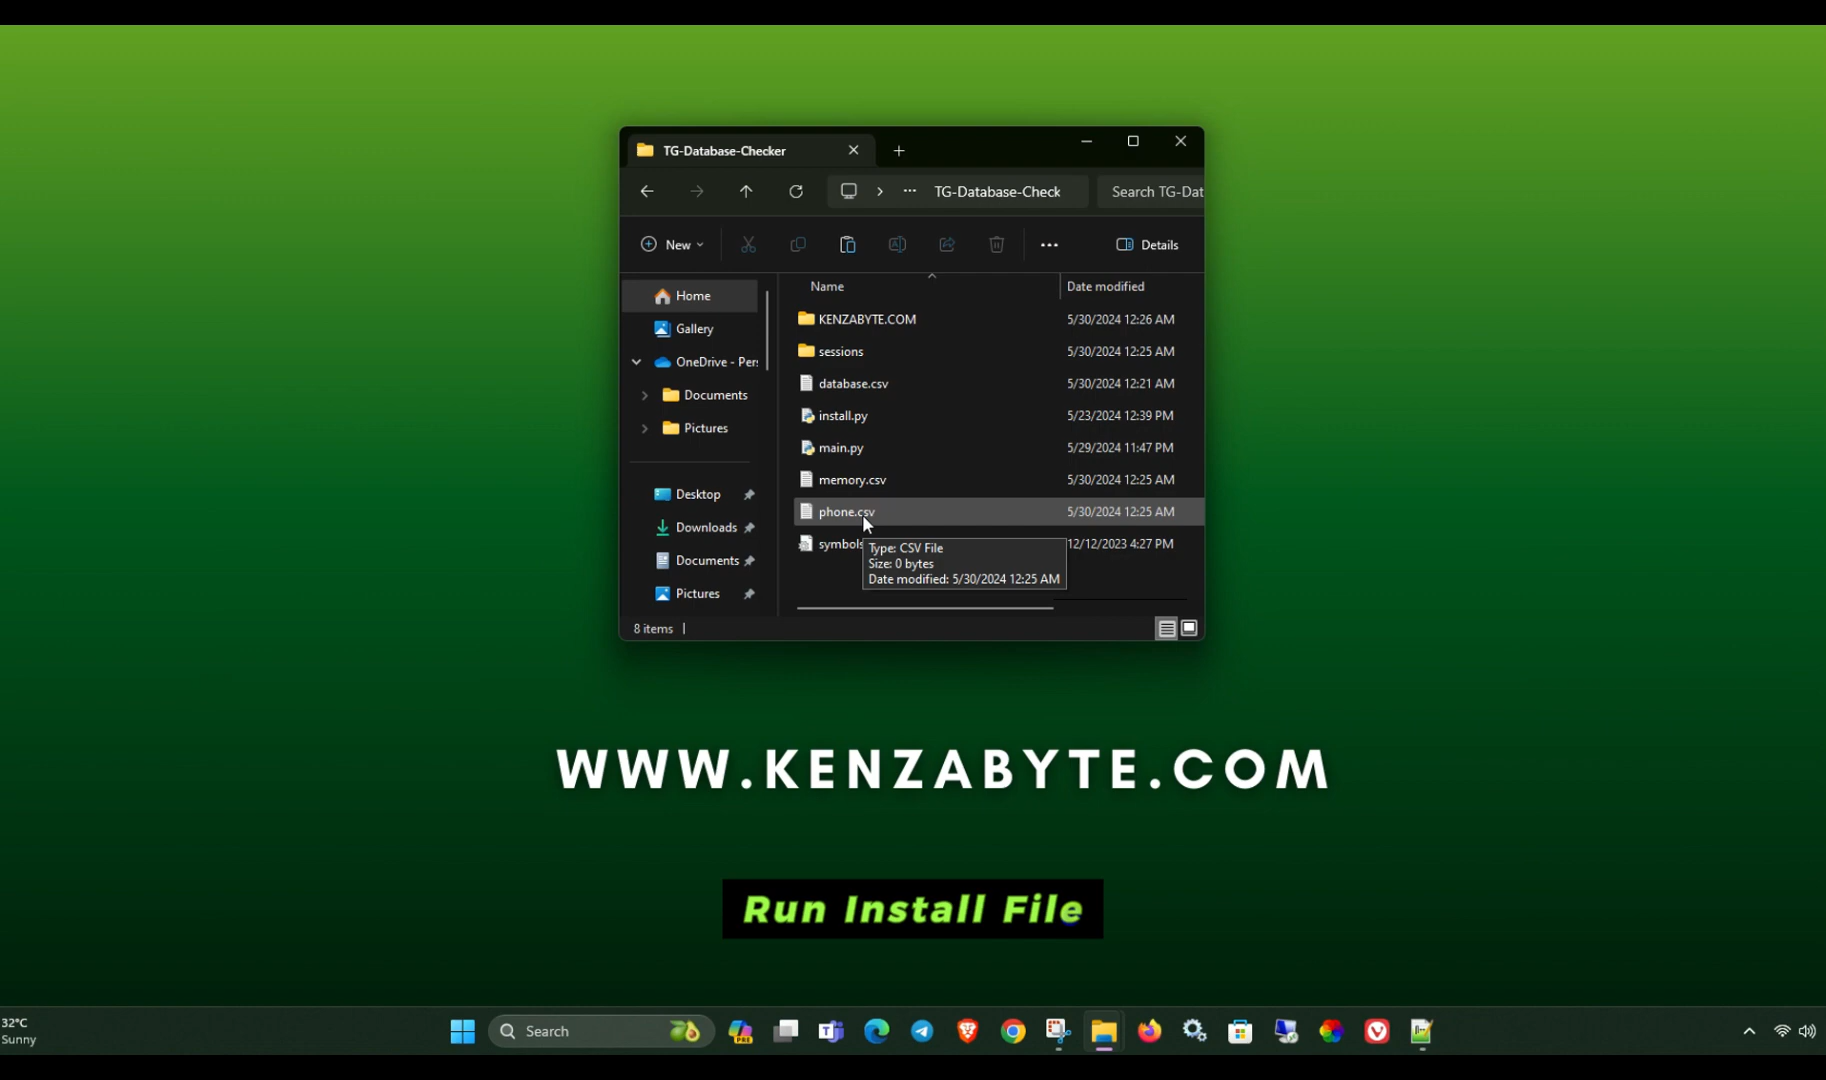 TG-Database-Checker
TG-Database-Check
Search TG-Dat
New
Details
Name
Date modified
Home
Gallery
OneDrive - Pers
Documents
Pictures
Desktop
Downloads
Documents
Pictures
KENZABYTE.COM 5/30/2024 12:26 AM
sessions 5/30/2024 12:25 AM
database.csv 5/30/2024 12:21 AM
install.py 5/23/2024 12:39 PM
main.py 5/29/2024 11:47 PM
memory.csv 5/30/2024 12:25 AM
phone.csv 5/30/2024 12:25 AM
symbols 12/12/2023 4:27 PM
Type: CSV File
Size: 0 bytes
Date modified: 5/30/2024 12:25 AM
8 items
WWW.KENZABYTE.COM
Run Install File
32°C
Sunny
Search
PRE